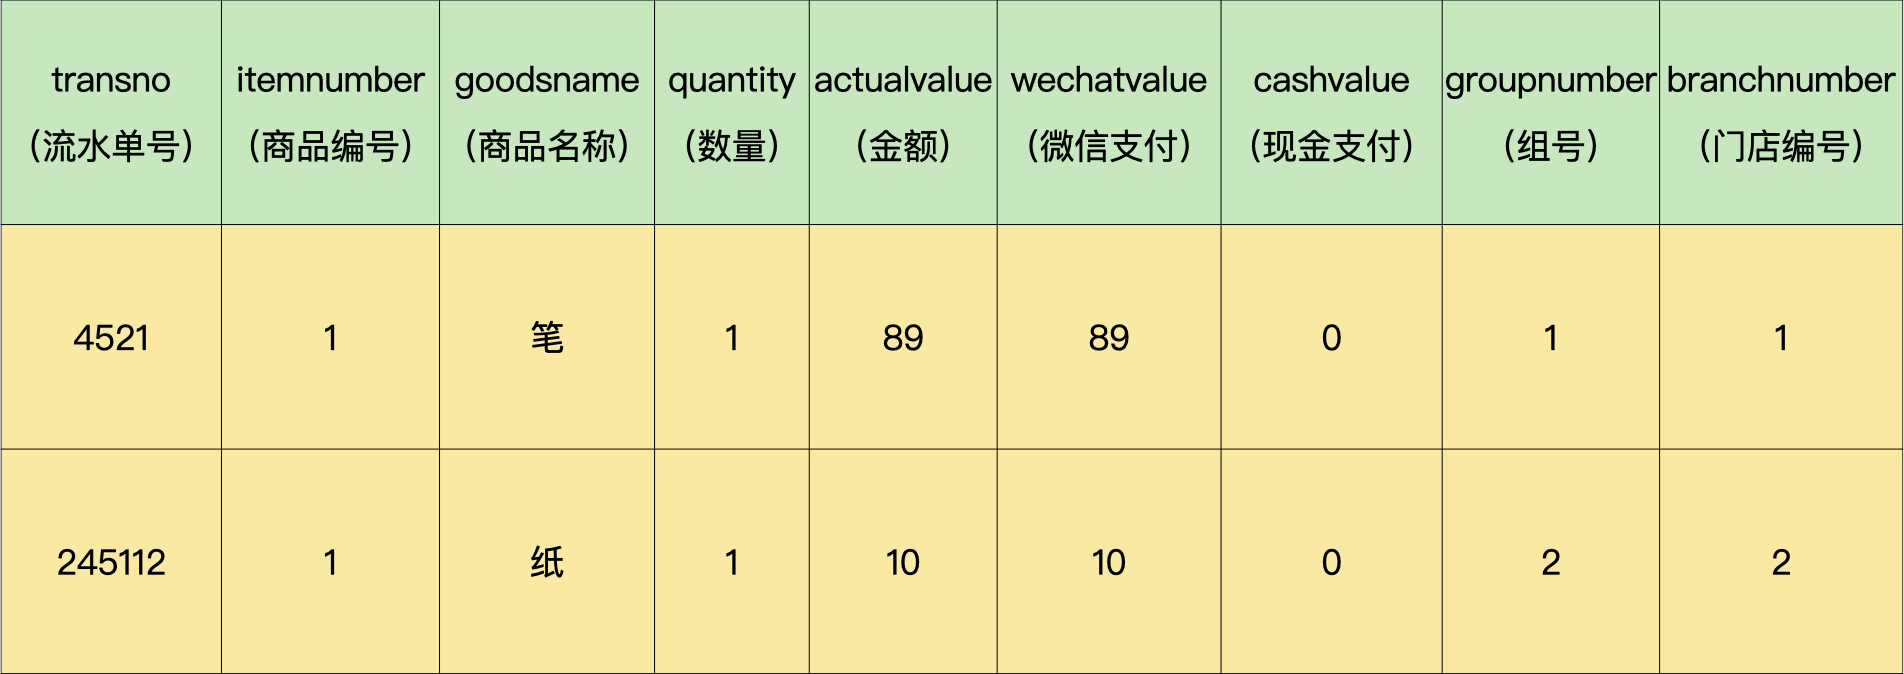 transno itemnumber goodsname quantity actualvalue wechatvalue cashvalue groupnumber branchnumber
（流水单号） （商品编号） （商品名称） （数量） （金额） （微信支付） （现金支付） （组号） （门店编号）
4521 1 笔 1 89 89 0 1 1
245112 1 纸 1 10 10 0 2 2